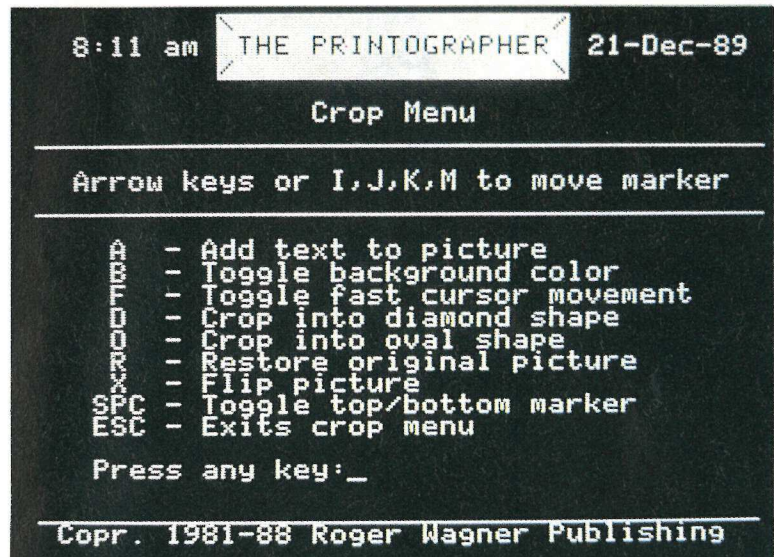 8:11 am THE PRINTOGRAPHER 21-Dec-89
Crop Menu
Arrow keys or I,J,K,M to move marker
A - Add text to picture
B - Toggle background color
F - Toggle fast cursor movement
D - Crop into diamond shape
O - Crop into oval shape
R - Restore original picture
X - Flip picture
SPC - Toggle top/bottom marker
ESC - Exits crop menu
Press any key:_
Copr. 1981-88 Roger Wagner Publishing